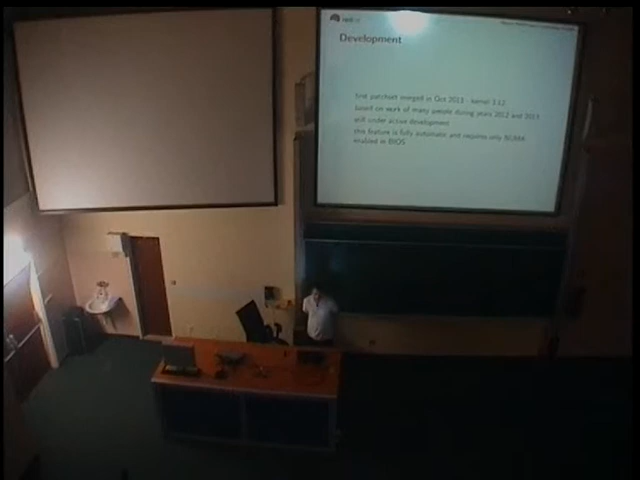 Development
first patchset merged in Oct 2013 - kernel 3.12
based on work of many people during years 2012 and 2013
still under active development
this feature is fully automatic and requires only NUMA
enabled in BIOS